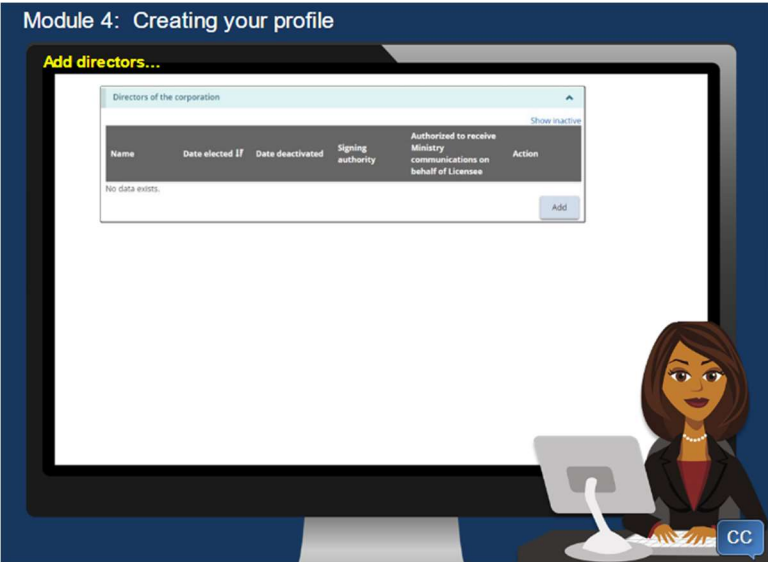 Module 4: Creating your profile
Add directors...
Directors of the corporation
Show inactive
Name
Date elected
Date deactivated
Signing
authority
Authorized to receive
Ministry
communications on
behalf of Licensee
Action
No data exists.
Add
CC